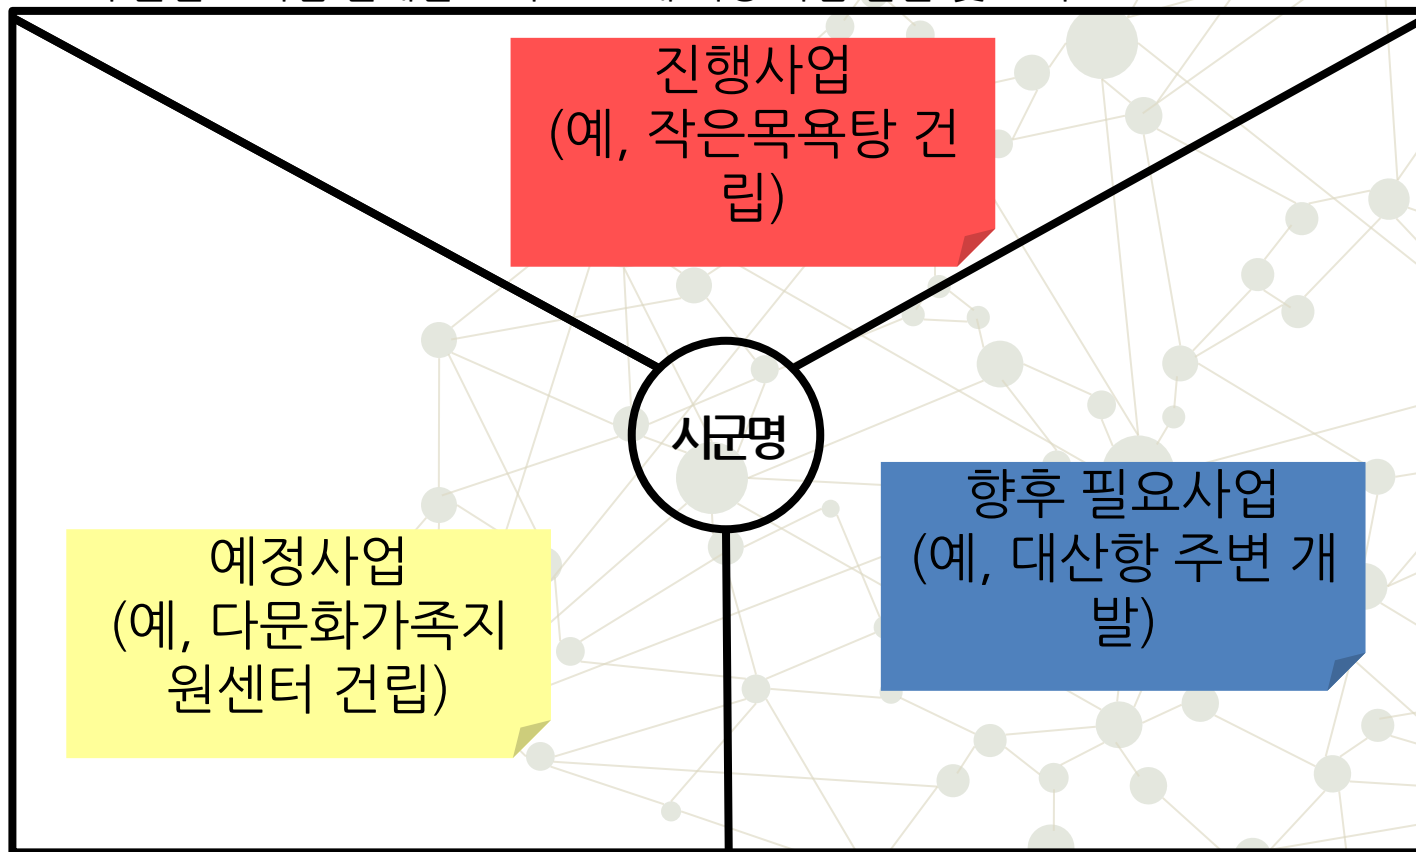 진행사업
(예, 작은목욕탕 건
립)
시군명
예정사업
(예, 다문화가족지
원센터 건립)
향후 필요사업
(예, 대산항 주변 개
발)